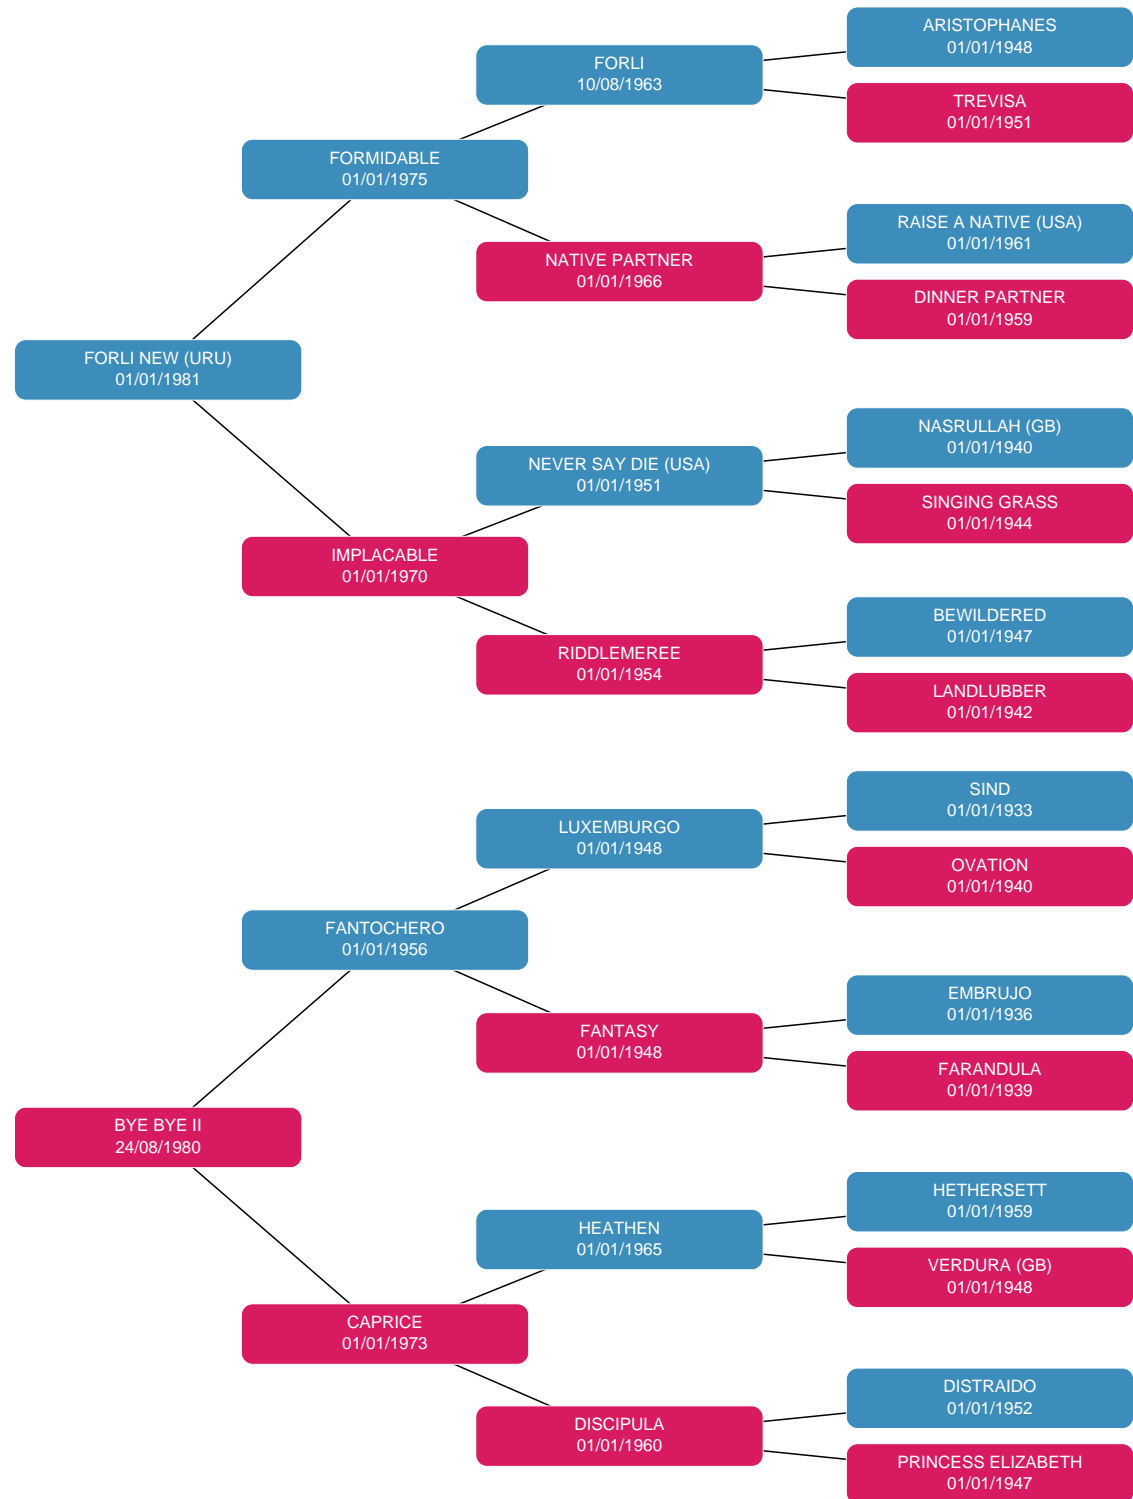 ARISTOPHANES
01/01/1948
FORLI
10/08/1963
TREVISA
01/01/1951
FORMIDABLE
01/01/1975
RAISE A NATIVE (USA)
01/01/1961
NATIVE PARTNER
01/01/1966
DINNER PARTNER
01/01/1959
FORLI NEW (URU)
01/01/1981
NASRULLAH (GB)
01/01/1940
NEVER SAY DIE (USA)
01/01/1951
SINGING GRASS
01/01/1944
IMPLACABLE
01/01/1970
BEWILDERED
01/01/1947
RIDDLEMEREE
01/01/1954
LANDLUBBER
01/01/1942
SIND
01/01/1933
LUXEMBURGO
01/01/1948
OVATION
01/01/1940
FANTOCHERO
01/01/1956
EMBRUJO
01/01/1936
FANTASY
01/01/1948
FARANDULA
01/01/1939
BYE BYE II
24/08/1980
HETHERSETT
01/01/1959
HEATHEN
01/01/1965
VERDURA (GB)
01/01/1948
CAPRICE
01/01/1973
DISTRAIDO
01/01/1952
DISCIPULA
01/01/1960
PRINCESS ELIZABETH
01/01/1947